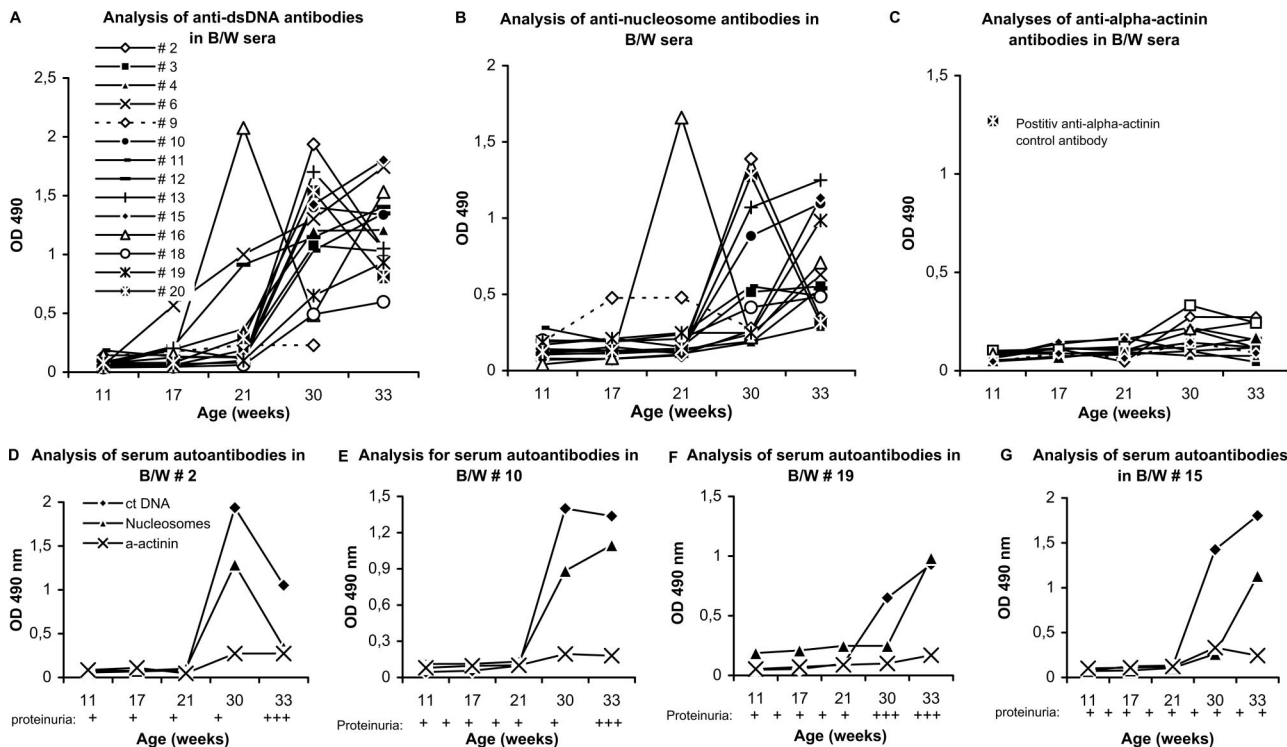 A Analysis of anti-dsDNA antibodies
in B/W sera
# 2
# 3
# 4
# 6
# 9
# 10
# 11
# 12
# 13
# 15
# 16
# 18
# 19
# 20
2,5
2
1,5
1
0,5
0
OD 490
11 17 21 30 33
Age (weeks)
B Analysis of anti-nucleosome antibodies in
B/W sera
2
1,5
1
0,5
0
OD 490
11 17 21 30 33
Age (weeks)
C Analyses of anti-alpha-actinin
antibodies in B/W sera
1,5
1
0,5
0
OD 490
Postitiv anti-alpha-actinin
control antibody
11 17 21 30 33
Age (weeks)
D Analysis of serum autoantibodies in
B/W # 2
ct DNA
Nucleosomes
a-actinin
2
1,5
1
0,5
0
OD 490 nm
11 17 21 30 33
proteinuria: + + + + +++
Age (weeks)
E Analysis for serum autoantibodies in
B/W # 10
1,5
1,2
0,9
0,6
0,3
0
OD 490 nm
11 17 21 30 33
Proteinuria: + + + + + + +++
Age (weeks)
F Analysis of serum autoantibodies in
B/W # 19
1,5
1
0,5
0
OD 490 nm
11 17 21 30 33
Proteinuria: + + + + + +++ +++
Age (weeks)
G Analysis of serum autoantibodies
in B/W # 15
2
1,5
1
0,5
0
OD 490 nm
11 17 21 30 33
proteinuria: + + + + + + + +
Age (weeks)